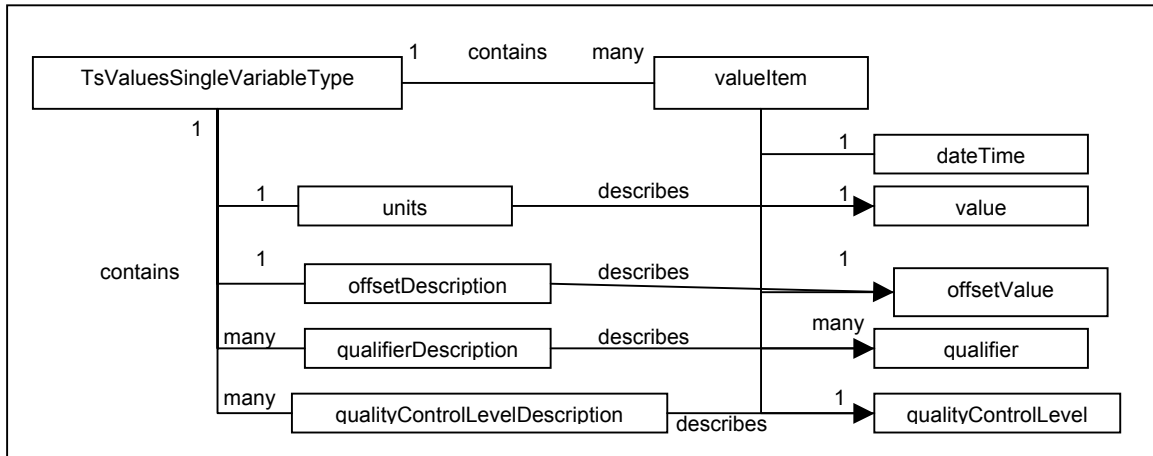 1 contains many
TsValuesSingleVariableType valueItem
1
1 dateTime
1 units describes 1 value
contains
1 offsetDescription describes 1 offsetValue
many qualifierDescription describes many qualifier
many qualityControlLevelDescription describes 1 qualityControlLevel